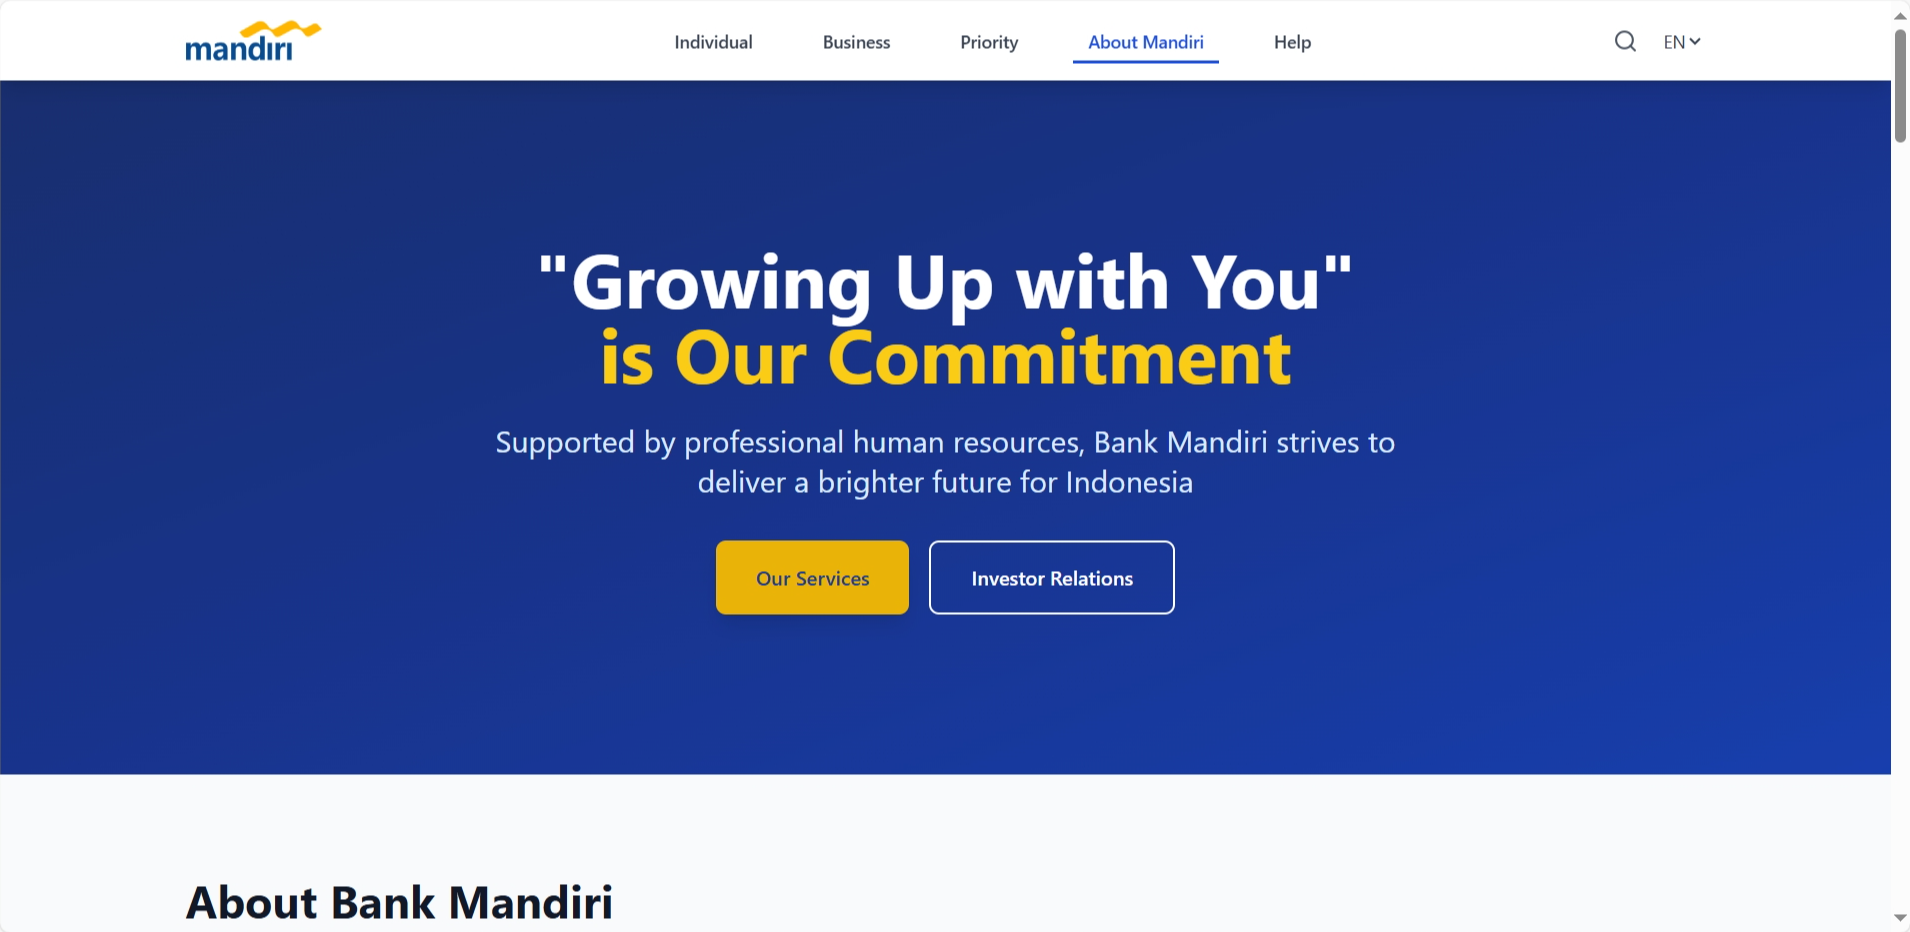 mandiri
Individual
Business
Priority
About Mandiri
Help
EN
"Growing Up with You"
is Our Commitment
Supported by professional human resources, Bank Mandiri strives to
deliver a brighter future for Indonesia
Our Services
Investor Relations
About Bank Mandiri